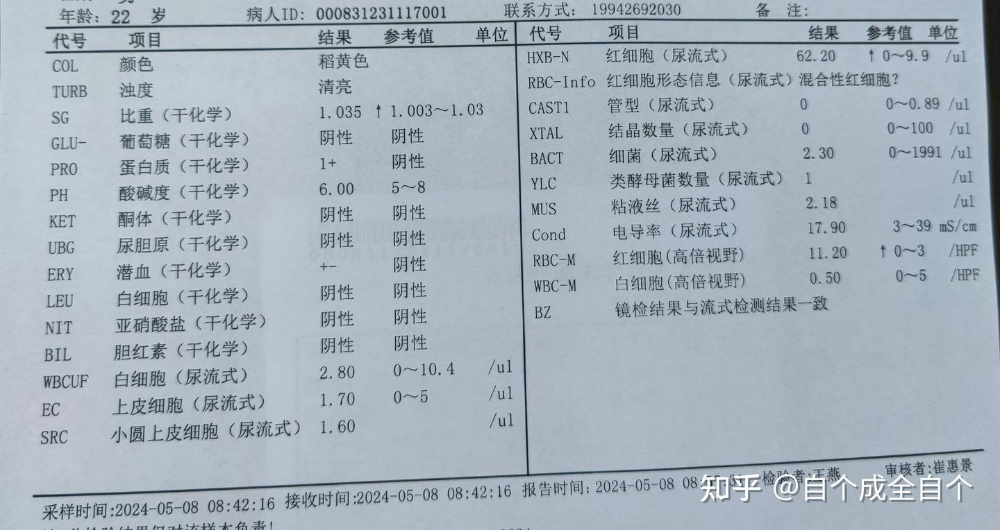 年龄: 22 岁 病人ID: 000831231117001 联系方式: 19942692030 备 注:
代号 项目 结果 参考值 单位
COL 颜色 稻黄色
TURB 浊度 清亮
SG 比重（干化学） 1.035 ↑ 1.003～1.03
GLU- 葡萄糖（干化学） 阴性 阴性
PRO 蛋白质（干化学） 1+ 阴性
PH 酸碱度（干化学） 6.00 5～8
KET 酮体（干化学） 阴性 阴性
UBG 尿胆原（干化学） 阴性 阴性
ERY 潜血（干化学） +- 阴性
LEU 白细胞（干化学） 阴性 阴性
NIT 亚硝酸盐（干化学） 阴性 阴性
BIL 胆红素（干化学） 阴性 阴性
WBCUF 白细胞（尿流式） 2.80 0～10.4 /ul
EC 上皮细胞（尿流式） 1.70 0～5 /ul
SRC 小圆上皮细胞（尿流式） 1.60 /ul
代号 项目 结果 参考值 单位
HXB-N 红细胞（尿流式） 62.20 ↑ 0～9.9 /ul
RBC-Info 红细胞形态信息（尿流式）混合性红细胞?
CAST1 管型（尿流式） 0 0～0.89 /ul
XTAL 结晶数量（尿流式） 0 0～100 /ul
BACT 细菌（尿流式） 2.30 0～1991 /ul
YLC 类酵母菌数量（尿流式） 1 /ul
MUS 粘液丝（尿流式） 2.18 /ul
Cond 电导率（尿流式） 17.90 3～39 mS/cm
RBC-M 红细胞(高倍视野) 11.20 ↑ 0～3 /HPF
WBC-M 白细胞(高倍视野) 0.50 0～5 /HPF
BZ 镜检结果与流式检测结果一致
采样时间:2024-05-08 08:42:16 接收时间:2024-05-08 08:42:16 报告时间: 2024-05-08 检验者:王燕 审核者:崔惠景
知乎 @自个成全自个